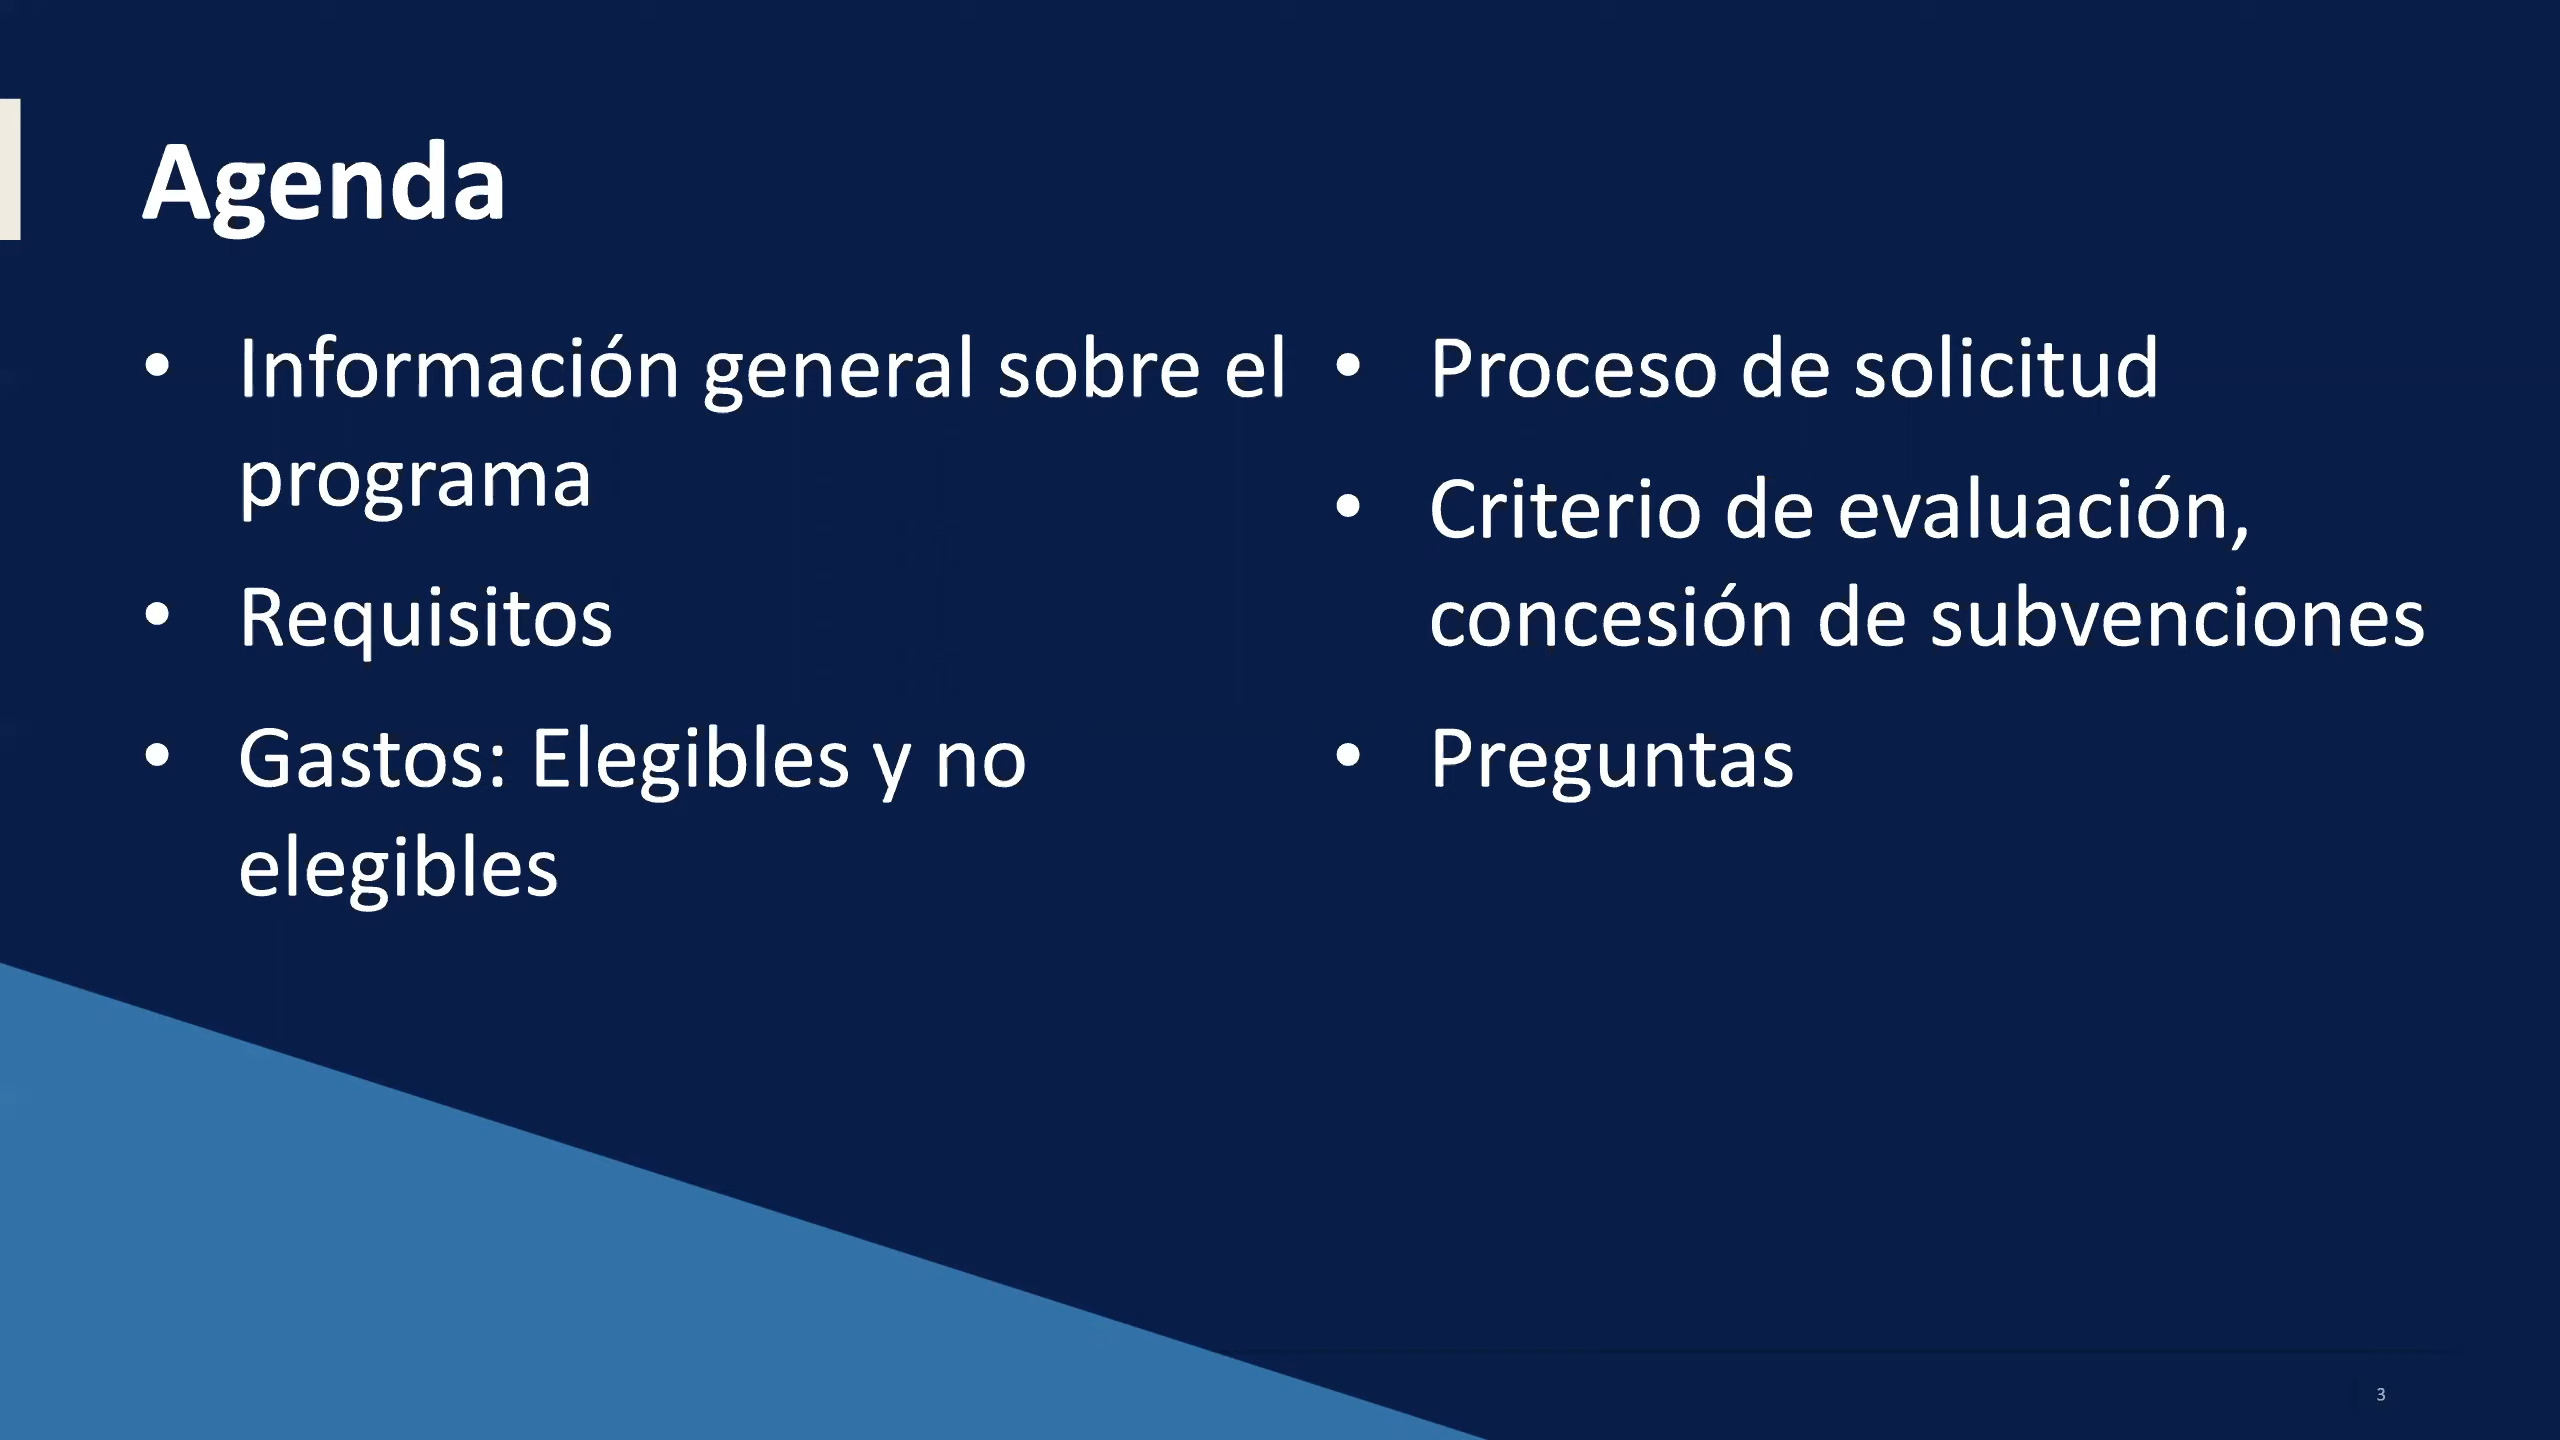 Agenda
• Información general sobre el
programa
• Requisitos
• Gastos: Elegibles y no
elegibles
• Proceso de solicitud
• Criterio de evaluación,
concesión de subvenciones
• Preguntas
3